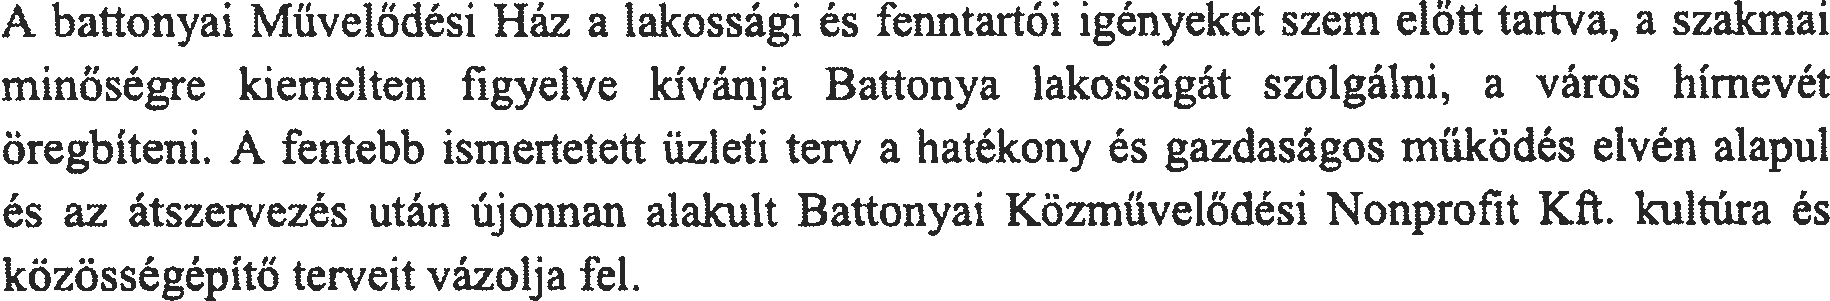 A battonyai Művelődési Ház a lakossági és fenntartói igényeket szem előtt tartva, a szakmai
minőségre kiemelten figyelve kívánja Battonya lakosságát szolgálni, a város hírnevét
öregbíteni. A fentebb ismertetett üzleti terv a hatékony és gazdaságos működés elvén alapul
és az átszervezés után újonnan alakult Battonyai Közművelődési Nonprofit Kft. kultúra és
közösségépítő terveit vázolja fel.